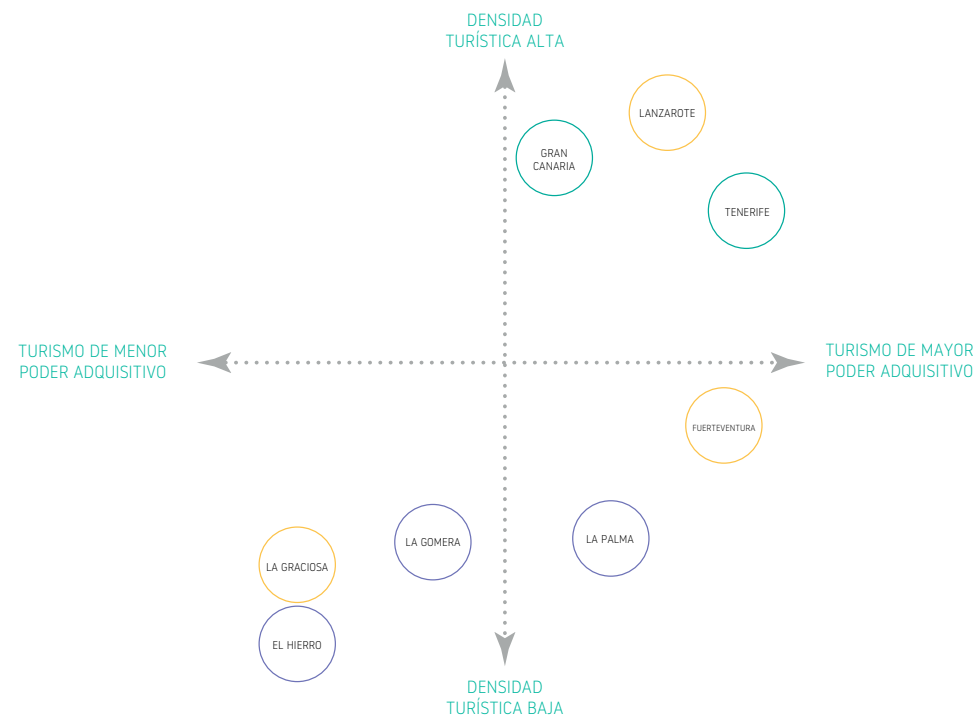 DENSIDAD
TURÍSTICA ALTA
LANZAROTE
GRAN
CANARIA
TENERIFE
TURISMO DE MENOR
PODER ADQUISITIVO
TURISMO DE MAYOR
PODER ADQUISITIVO
FUERTEVENTURA
LA GOMERA
LA PALMA
LA GRACIOSA
EL HIERRO
DENSIDAD
TURÍSTICA BAJA